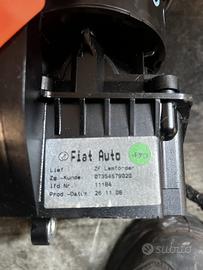 Fiat Auto
Lief. ZF Lemförder
Zg.-Kunde: 07354579020
lfd Nr. 11184
Prod.-Datum 26.11.08
subito